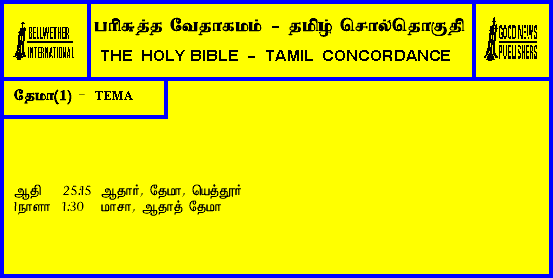 BELLWETHER
INTERNATIONAL
பரிசுத்த வேதாகமம் - தமிழ் சொல்தொகுதி
THE HOLY BIBLE - TAMIL CONCORDANCE
GOOD NEWS
PUBLISHERS
தேமா(1) - TEMA
ஆதி 25:15 ஆதார், தேமா, யெத்தூர்
1நாளா 1:30 மாசா, ஆதாத் தேமா